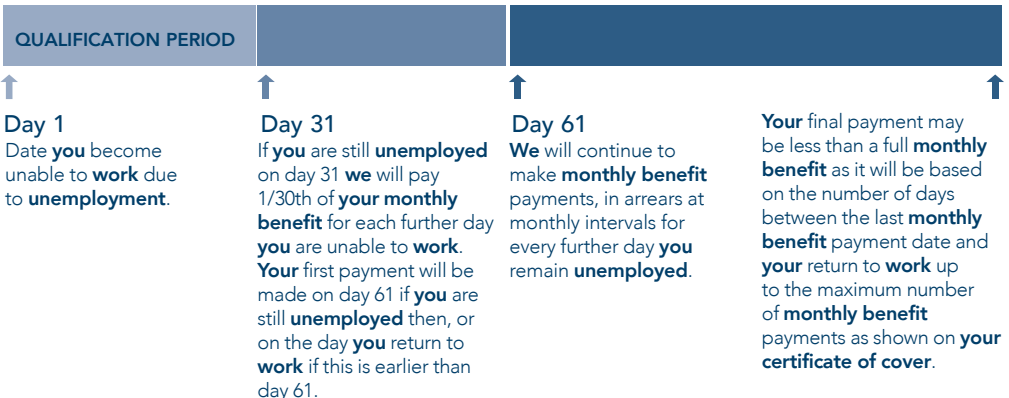 QUALIFICATION PERIOD
Day 1
Date you become
unable to work due
to unemployment.
Day 31
If you are still unemployed
on day 31 we will pay
1/30th of your monthly
benefit for each further day
you are unable to work.
Your first payment will be
made on day 61 if you are
still unemployed then, or
on the day you return to
work if this is earlier than
day 61.
Day 61
We will continue to
make monthly benefit
payments, in arrears at
monthly intervals for
every further day you
remain unemployed.
Your final payment may
be less than a full monthly
benefit as it will be based
on the number of days
between the last monthly
benefit payment date and
your return to work up
to the maximum number
of monthly benefit
payments as shown on your
certificate of cover.